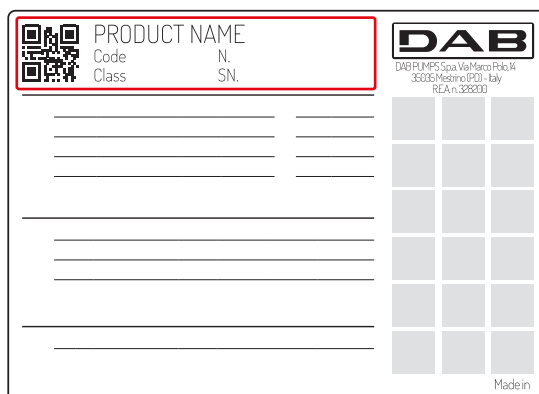 PRODUCT NAME
Code N.
Class SN.
DAB
DAB PUMPS S.p.a. Via Marco Polo, 14
35035 Mestrino (PD) - Italy
R.E.A. n. 328200
Made in